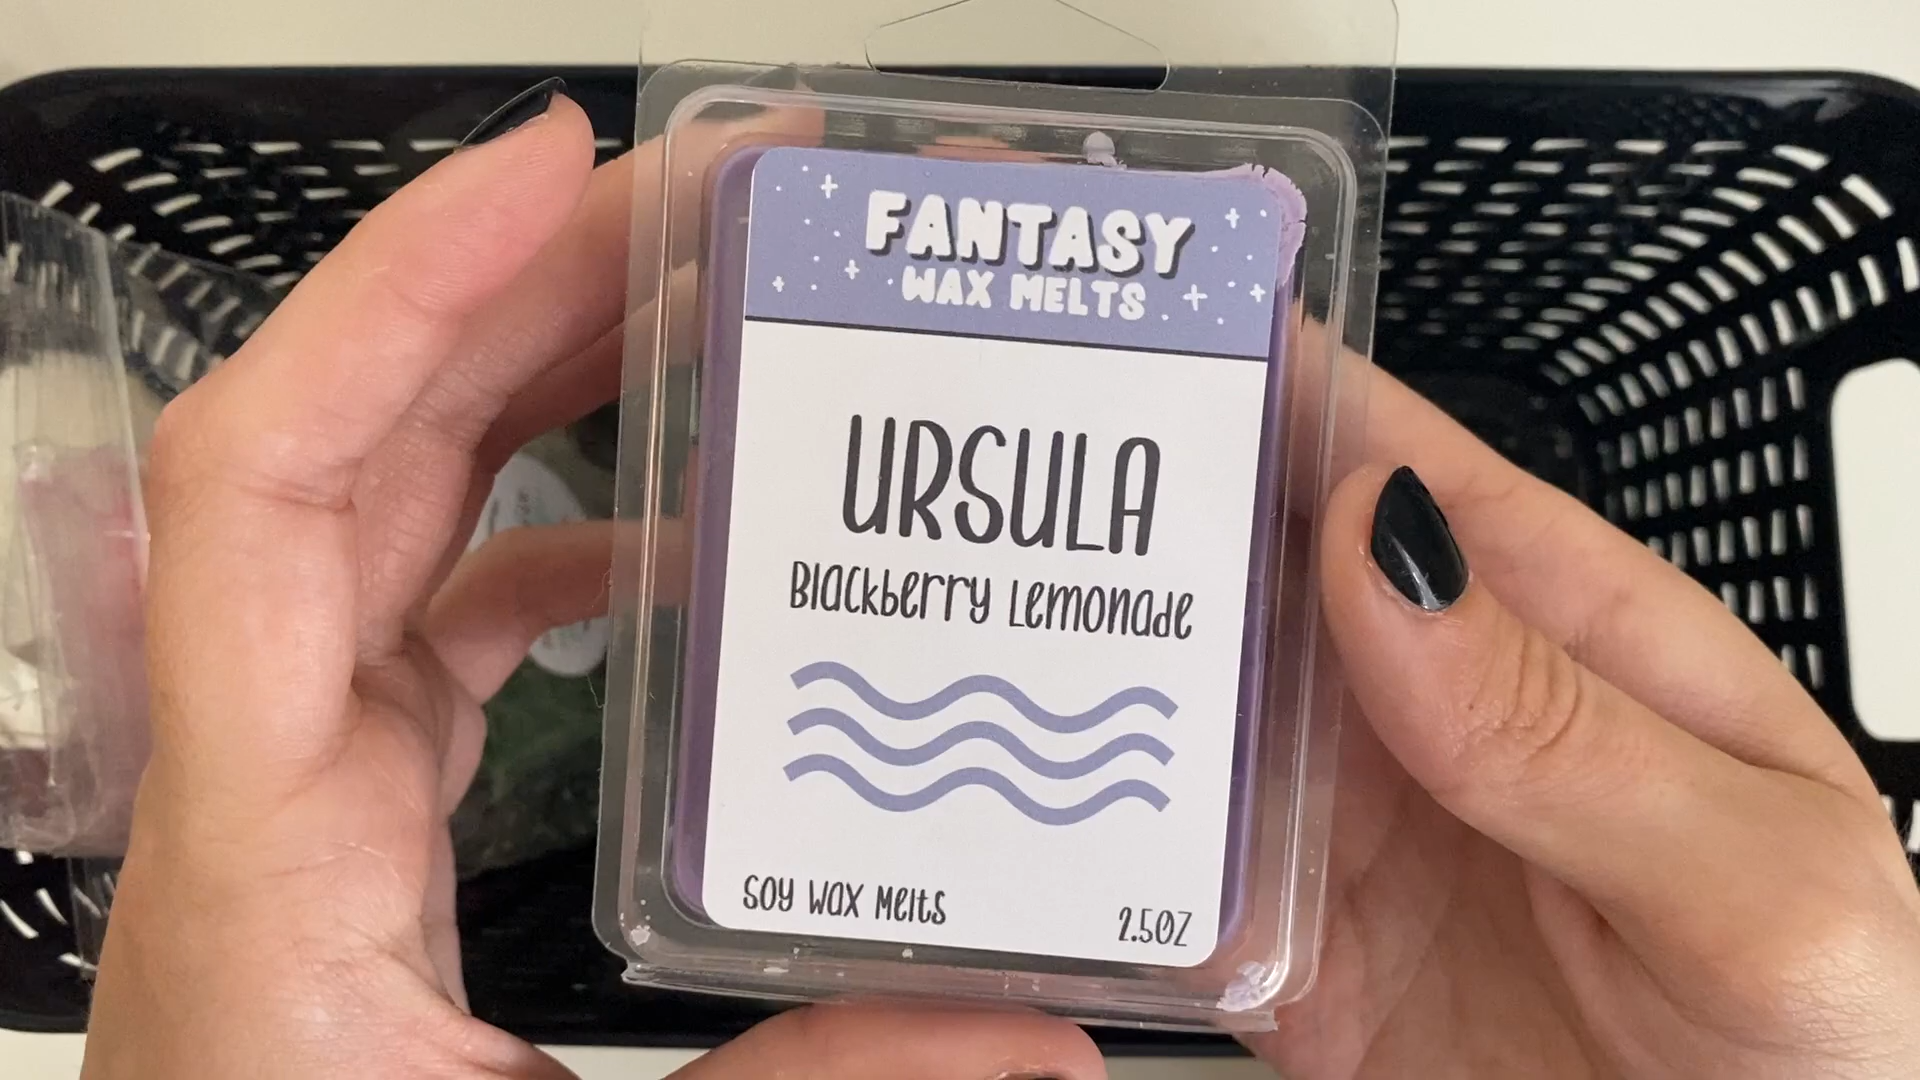 FANTASY
WAX MELTS
URSULA
Blackberry Lemonade
Soy Wax Melts
2.5OZ